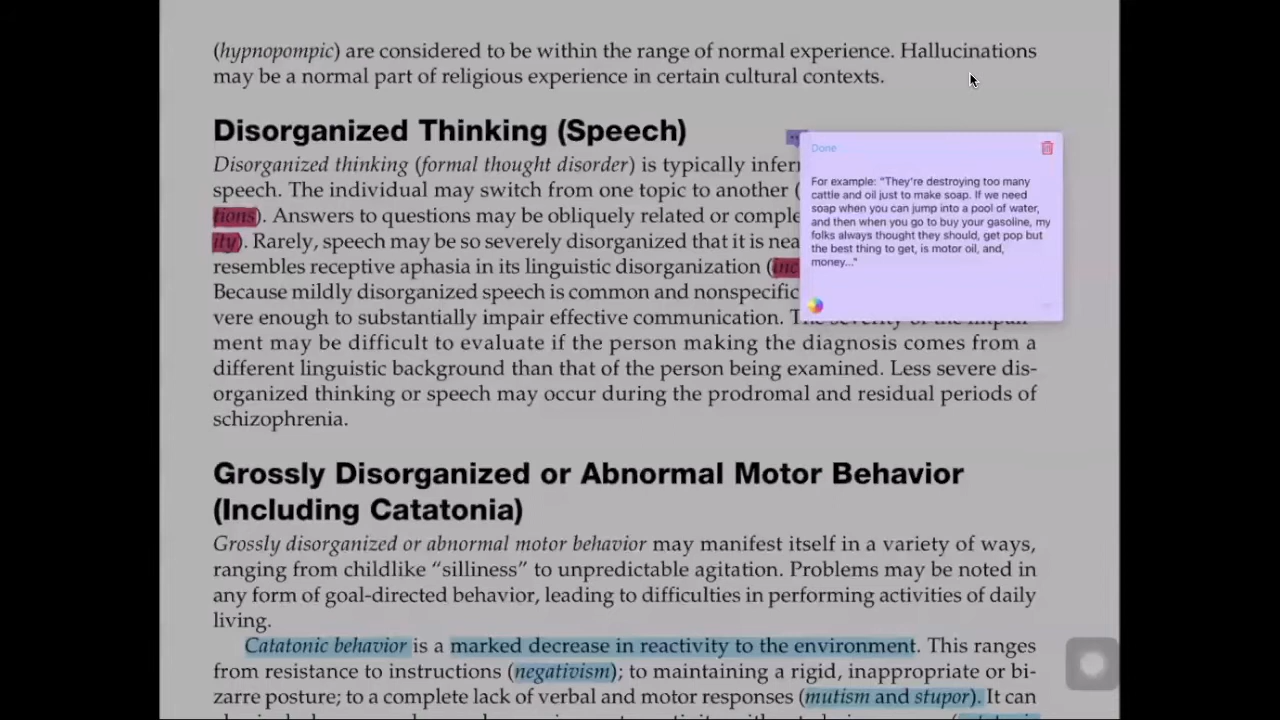 (hypnopompic) are considered to be within the range of normal experience. Hallucinations
may be a normal part of religious experience in certain cultural contexts.
Disorganized Thinking (Speech)
Disorganized thinking (formal thought disorder) is typically
speech. The individual may switch from one topic to another (
tions). Answers to questions may be obliquely related or
ity). Rarely, speech may be so severely disorganized that it is
resembles receptive aphasia in its linguistic disorganization (
Because mildly disorganized speech is common and nonspecific
vere enough to substantially impair effective communication. The severity of the impair-
ment may be difficult to evaluate if the person making the diagnosis comes from a
different linguistic background than that of the person being examined. Less severe dis-
organized thinking or speech may occur during the prodromal and residual periods of
schizophrenia.
Done
For example: "They're destroying too many
cattle and oil just to make soap. If we need
soap when you can jump into a pool of water,
and then when you go to buy your gasoline, my
folks always thought they should, get pop but
the best thing to get, is motor oil, and,
money..."
Grossly Disorganized or Abnormal Motor Behavior
(Including Catatonia)
Grossly disorganized or abnormal motor behavior may manifest itself in a variety of ways,
ranging from childlike “silliness” to unpredictable agitation. Problems may be noted in
any form of goal-directed behavior, leading to difficulties in performing activities of daily
living.
Catatonic behavior is a marked decrease in reactivity to the environment. This ranges
from resistance to instructions (negativism); to maintaining a rigid, inappropriate or bi-
zarre posture; to a complete lack of verbal and motor responses (mutism and stupor). It can